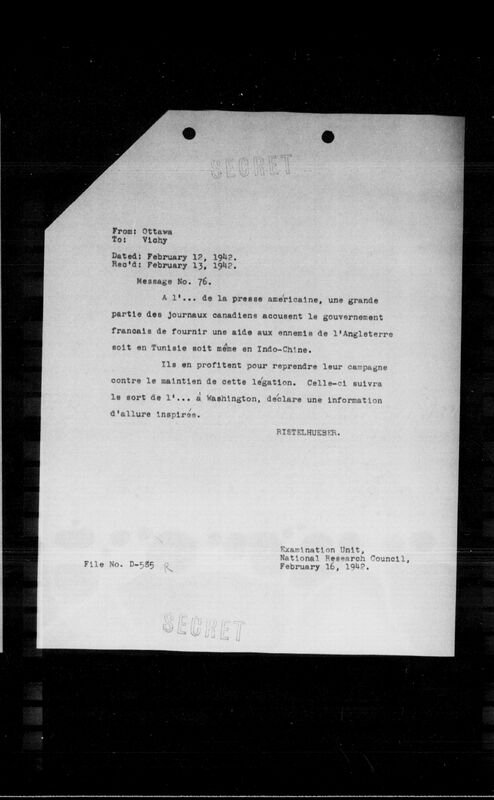 SECRET
From: Ottawa
To: Vichy
Dated: February 12, 1942.
Rec'd: February 13, 1942.
Message No. 76.
A l'... de la presse américaine, une grande
partie des journaux canadiens accusent le gouvernement
francais de fournir une aide aux ennemis de l'Angleterre
soit en Tunisie soit même en Indo-Chine.
Ils en profitent pour reprendre leur campagne
contre le maintien de cette légation. Celle-ci suivra
le sort de l'... à Washington, déclare une information
d'allure inspirée.
RISTELHUEBER.
Examination Unit,
National Research Council,
February 16, 1942.
File No. D-585 R
SECRET